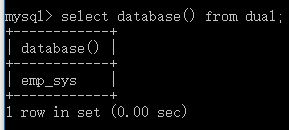 mysql> select database() from dual;
+------------+
| database() |
+------------+
| emp_sys    |
+------------+
1 row in set (0.00 sec)